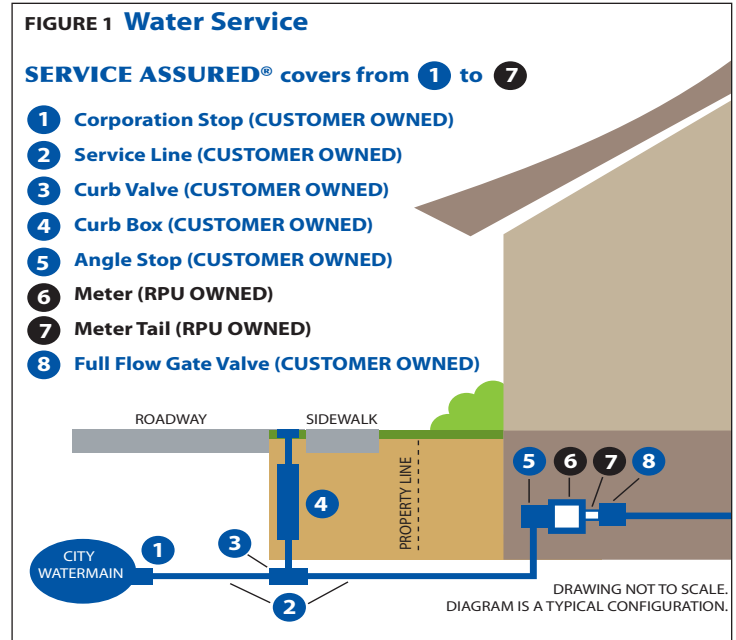 FIGURE 1 Water Service
SERVICE ASSURED® covers from 1 to 7
1 Corporation Stop (CUSTOMER OWNED)
2 Service Line (CUSTOMER OWNED)
3 Curb Valve (CUSTOMER OWNED)
4 Curb Box (CUSTOMER OWNED)
5 Angle Stop (CUSTOMER OWNED)
6 Meter (RPU OWNED)
7 Meter Tail (RPU OWNED)
8 Full Flow Gate Valve (CUSTOMER OWNED)
ROADWAY SIDEWALK
5 6 7 8
4
PROPERTY LINE
1
3
CITY
WATERMAIN
2
DRAWING NOT TO SCALE.
DIAGRAM IS A TYPICAL CONFIGURATION.